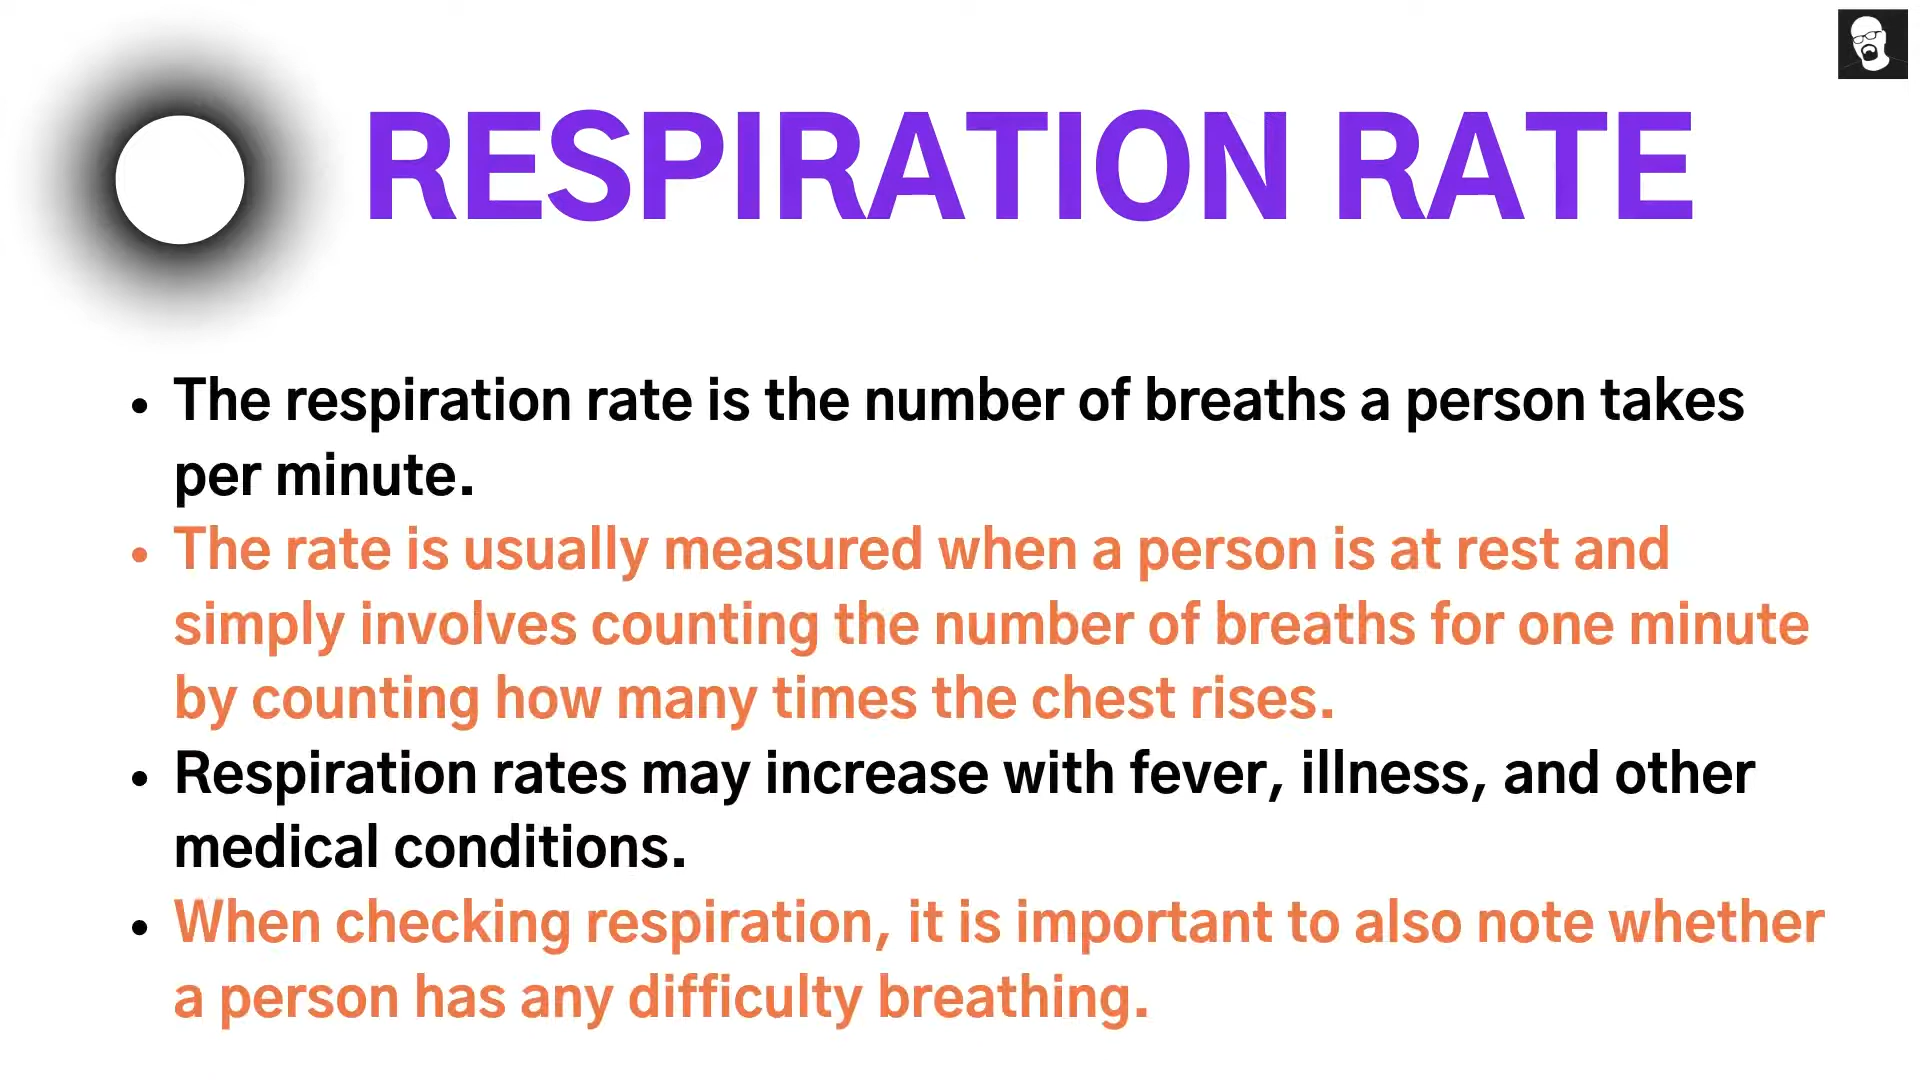 RESPIRATION RATE
• The respiration rate is the number of breaths a person takes
per minute.
• The rate is usually measured when a person is at rest and
simply involves counting the number of breaths for one minute
by counting how many times the chest rises.
• Respiration rates may increase with fever, illness, and other
medical conditions.
• When checking respiration, it is important to also note whether
a person has any difficulty breathing.